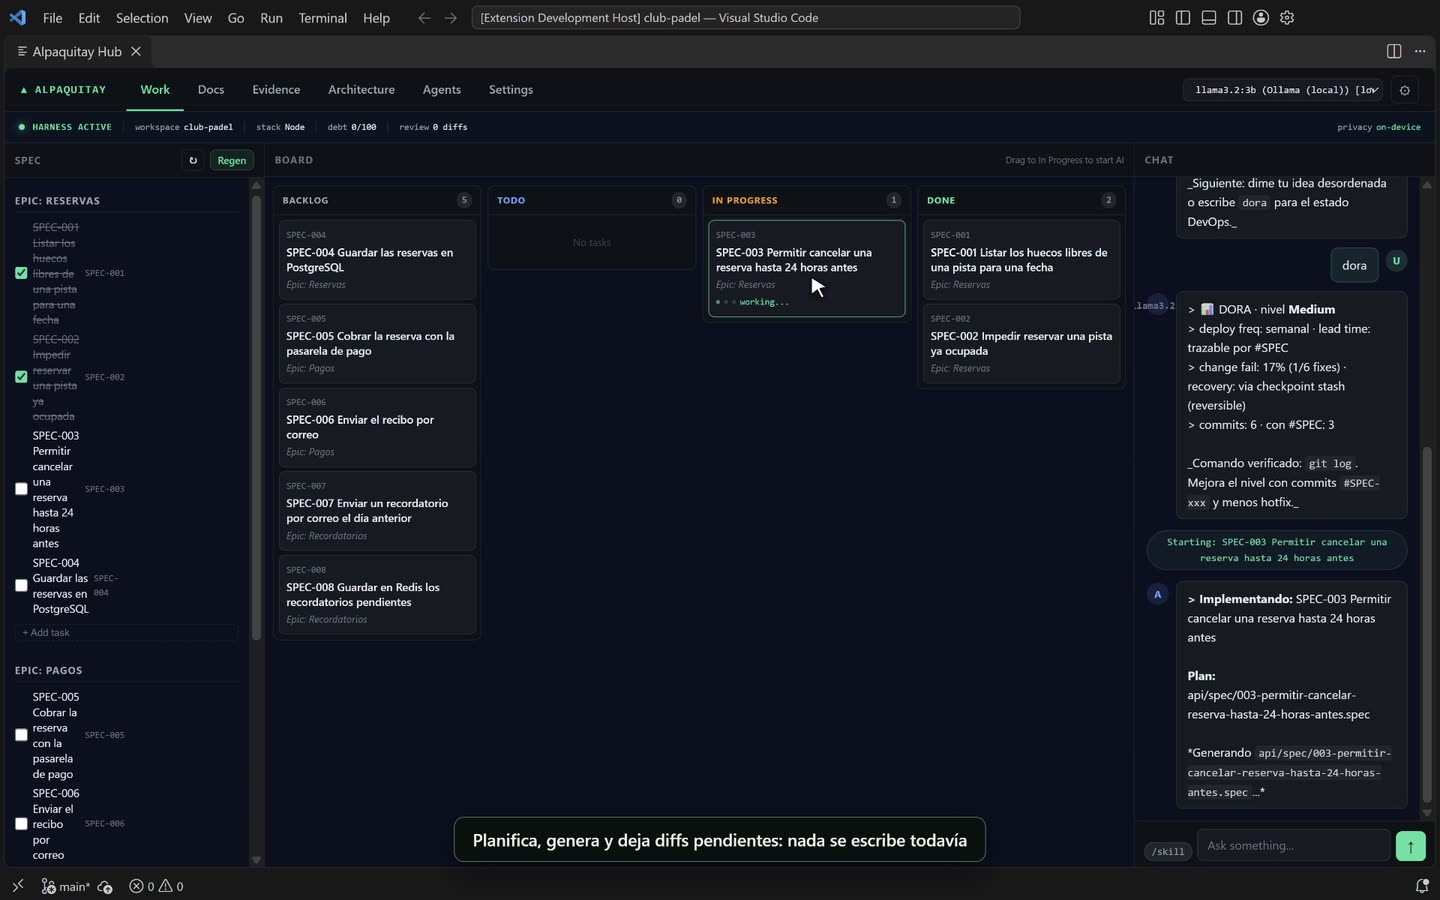 File Edit Selection View Go Run Terminal Help
[Extension Development Host] club-padel — Visual Studio Code
Alpaquitay Hub
▲ ALPAQUITAY
Work Docs Evidence Architecture Agents Settings
HARNESS ACTIVE
workspace club-padel
stack Node
debt 0/100
review 0 diffs
privacy on-device
SPEC
Regen
EPIC: RESERVAS
SPEC-001
Listar los
huecos
libres de
una pista
para una
fecha
SPEC-001
SPEC-002
Impedir
reservar
una pista
ya
ocupada
SPEC-002
SPEC-003
Permitir
cancelar
una
reserva
hasta 24
horas
antes
SPEC-003
SPEC-004
Guardar las
reservas en
PostgreSQL
SPEC-
004
+ Add task
EPIC: PAGOS
SPEC-005
Cobrar la
reserva
con la
pasarela
de pago
SPEC-005
SPEC-006
Enviar el
recibo
por
correo
SPEC-006
BOARD
Drag to In Progress to start AI
BACKLOG 5
SPEC-004
SPEC-004 Guardar las reservas en
PostgreSQL
Epic: Reservas
SPEC-005
SPEC-005 Cobrar la reserva con la
pasarela de pago
Epic: Pagos
SPEC-006
SPEC-006 Enviar el recibo por
correo
Epic: Pagos
SPEC-007
SPEC-007 Enviar un recordatorio
por correo el día anterior
Epic: Recordatorios
SPEC-008
SPEC-008 Guardar en Redis los
recordatorios pendientes
Epic: Recordatorios
TODO 0
No tasks
IN PROGRESS 1
SPEC-003
SPEC-003 Permitir cancelar una
reserva hasta 24 horas antes
Epic: Reservas
working...
DONE 2
SPEC-001
SPEC-001 Listar los huecos libres de
una pista para una fecha
Epic: Reservas
SPEC-002
SPEC-002 Impedir reservar una pista
ya ocupada
Epic: Reservas
llama3.2:3b (Ollama (local))
CHAT
_Siguiente: dime tu idea desordenada
o escribe dora para el estado
DevOps._
dora
U
> 📊 DORA · nivel Medium
> deploy freq: semanal · lead time:
trazable por #SPEC
> change fail: 17% (1/6 fixes) ·
recovery: via checkpoint stash
(reversible)
> commits: 6 · con #SPEC: 3
_Comando verificado: git log .
Mejora el nivel con commits #SPEC-
xxx y menos hotfix._
Starting: SPEC-003 Permitir cancelar una
reserva hasta 24 horas antes
A
> Implementando: SPEC-003 Permitir
cancelar una reserva hasta 24 horas
antes
Plan:
api/spec/003-permitir-cancelar-
reserva-hasta-24-horas-antes.spec
*Generando api/spec/003-permitir-
cancelar-reserva-hasta-24-horas-
antes.spec …*
/skill
Ask something...
Planifica, genera y deja diffs pendientes: nada se escribe todavía
main*
0 0